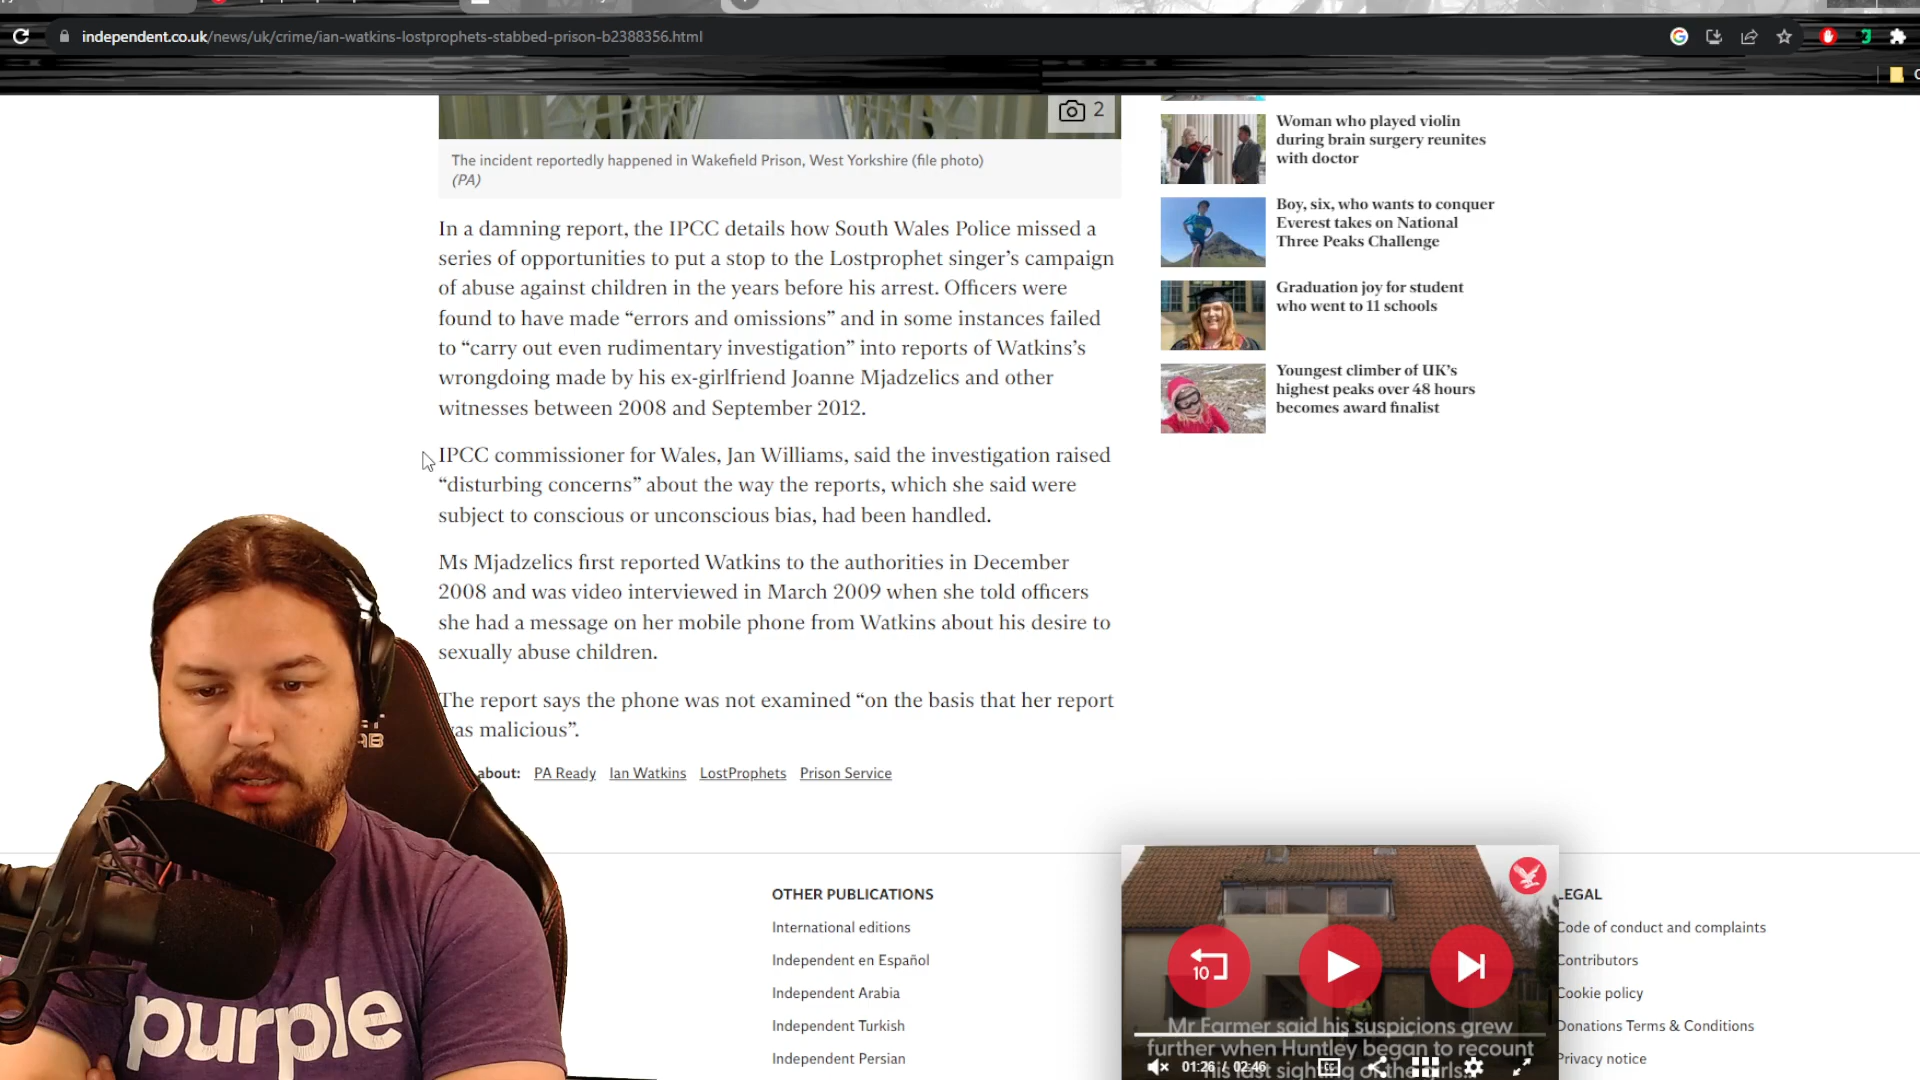 independent.co.uk/news/uk/crime/ian-watkins-lostprophets-stabbed-prison-b2388356.html
2
The incident reportedly happened in Wakefield Prison, West Yorkshire (file photo)
(PA)
In a damning report, the IPCC details how South Wales Police missed a
series of opportunities to put a stop to the Lostprophet singer’s campaign
of abuse against children in the years before his arrest. Officers were
found to have made “errors and omissions” and in some instances failed
to “carry out even rudimentary investigation” into reports of Watkins’s
wrongdoing made by his ex-girlfriend Joanne Mjadzelics and other
witnesses between 2008 and September 2012.
IPCC commissioner for Wales, Jan Williams, said the investigation raised
“disturbing concerns” about the way the reports, which she said were
subject to conscious or unconscious bias, had been handled.
Ms Mjadzelics first reported Watkins to the authorities in December
2008 and was video interviewed in March 2009 when she told officers
she had a message on her mobile phone from Watkins about his desire to
sexually abuse children.
The report says the phone was not examined “on the basis that her report
was malicious”.
about: PA Ready Ian Watkins LostProphets Prison Service
Woman who played violin
during brain surgery reunites
with doctor
Boy, six, who wants to conquer
Everest takes on National
Three Peaks Challenge
Graduation joy for student
who went to 11 schools
Youngest climber of UK’s
highest peaks over 48 hours
becomes award finalist
OTHER PUBLICATIONS
International editions
Independent en Español
Independent Arabia
Independent Turkish
Independent Persian
10
Mr Farmer said his suspicions grew
further when Huntley began to recount
his last sighting of the girls...
01:26 / 02:46
LEGAL
Code of conduct and complaints
Contributors
Cookie policy
Donations Terms & Conditions
Privacy notice
purple